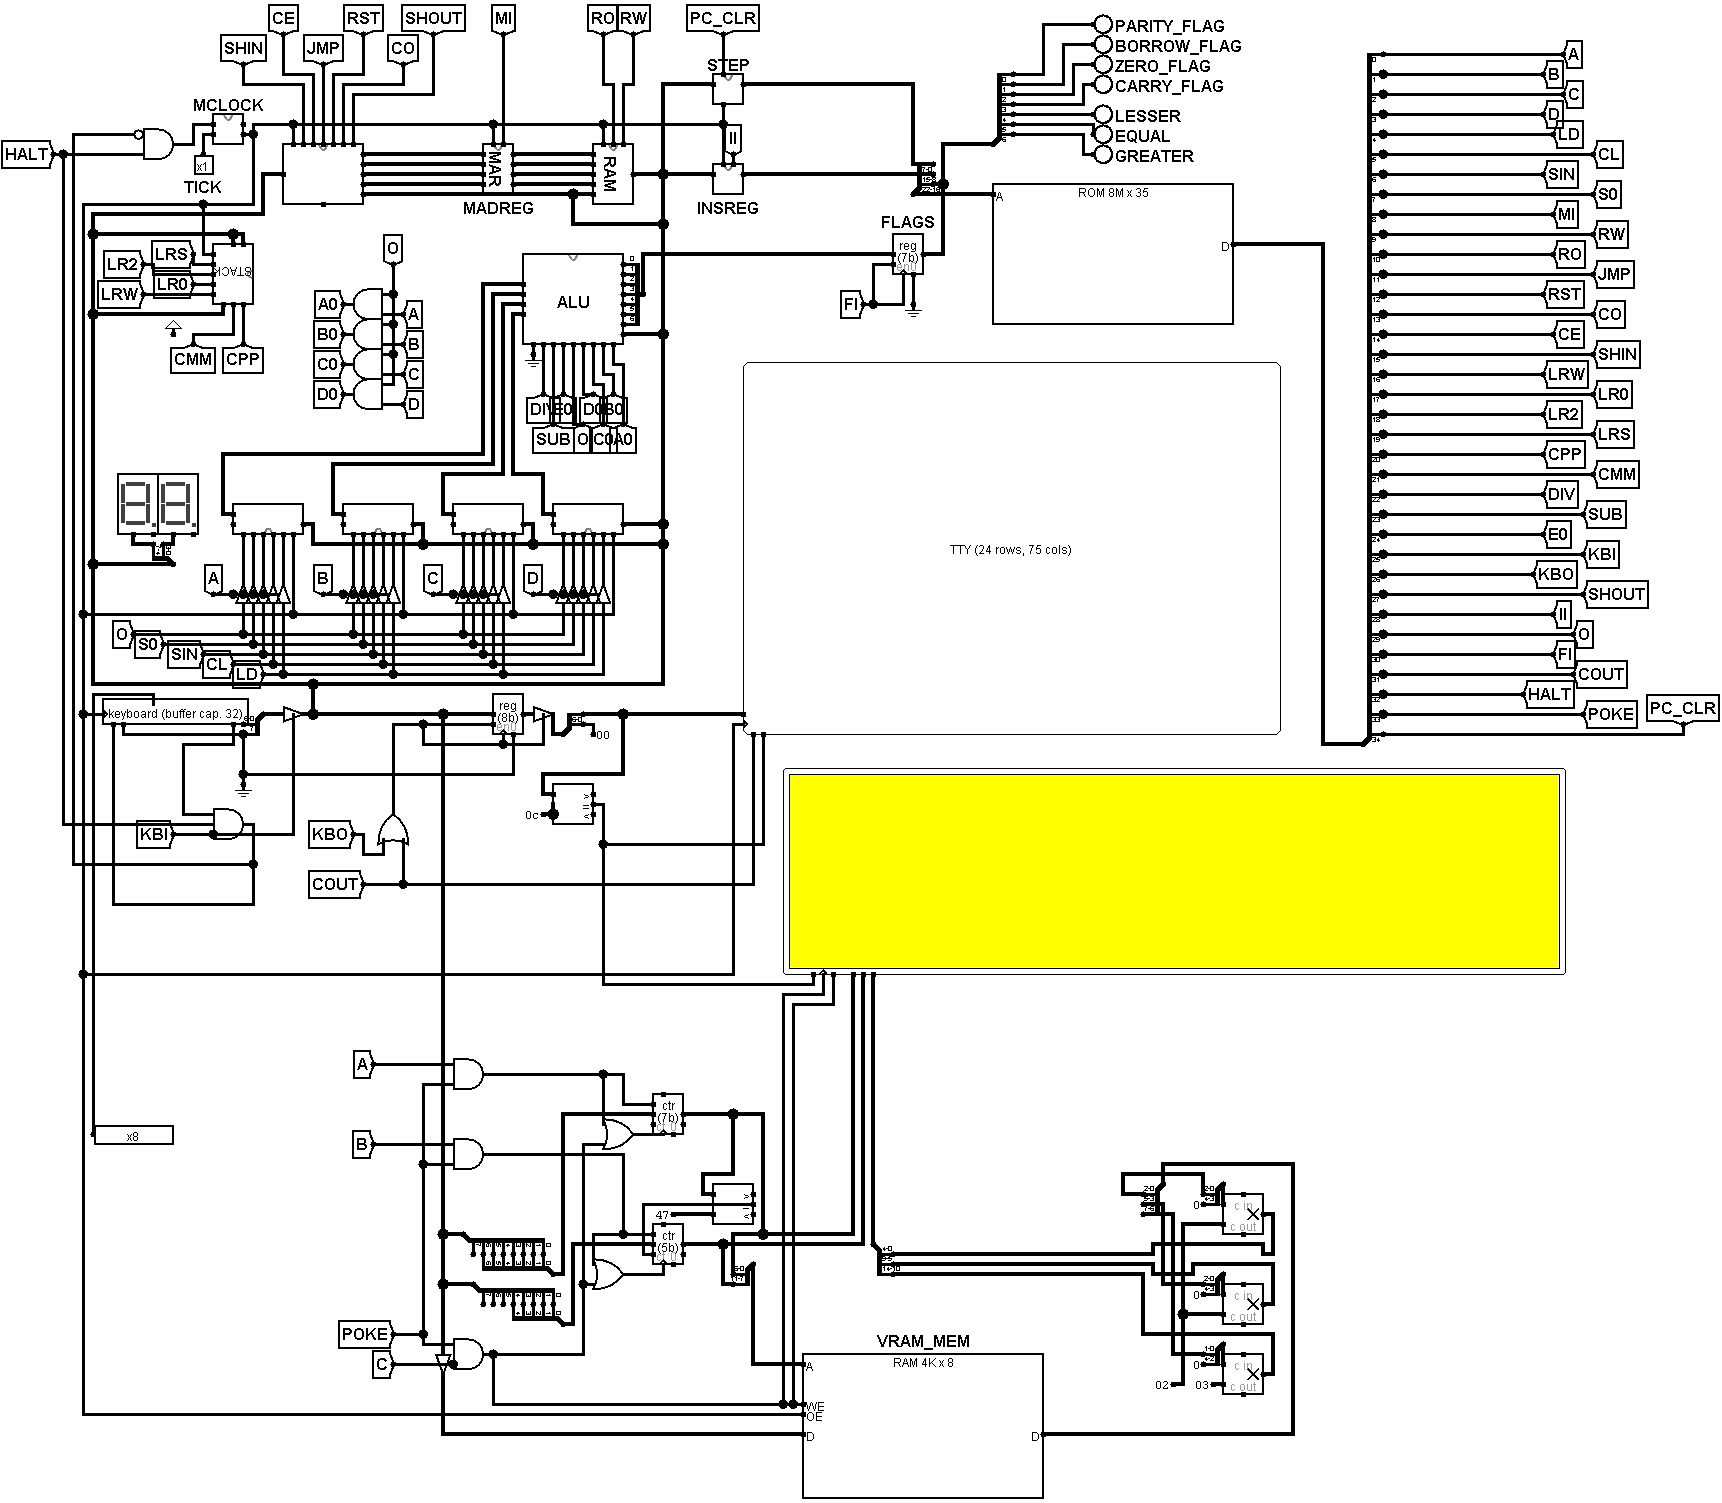 CE
RST
SHOUT
MI
RO
RW
PC_CLR
SHIN
JMP
CO
PARITY_FLAG
BORROW_FLAG
ZERO_FLAG
CARRY_FLAG
LESSER
EQUAL
GREATER
STEP
MCLOCK
HALT
x1
TICK
II
MAR
RAM
MADREG
INSREG
FLAGS
reg
(7b)
FI
ROM 8M x 35
A
D
LRS
LR2
LR0
LRW
STACK
CMM
CPP
O
A0
A
B0
B
C0
C
D0
D
ALU
DIV
E0
D0
B0
SUB
O
C0
A0
TTY (24 rows, 75 cols)
A
B
C
D
LD
CL
SIN
S0
MI
RW
RO
JMP
RST
CO
CE
SHIN
LRW
LR0
LR2
LRS
CPP
CMM
DIV
SUB
E0
KBI
KBO
SHOUT
II
O
FI
COUT
HALT
POKE
PC_CLR
A
B
C
D
O
S0
SIN
CL
LD
keyboard (buffer cap. 32)
reg
(8b)
00
0c
KBI
KBO
COUT
A
B
x8
ctr
(7b)
47
ctr
(5b)
POKE
C
VRAM_MEM
RAM 4K x 8
A
WE
OE
D
D
0
c in
c out
0
c in
c out
0
c in
02
03
c out